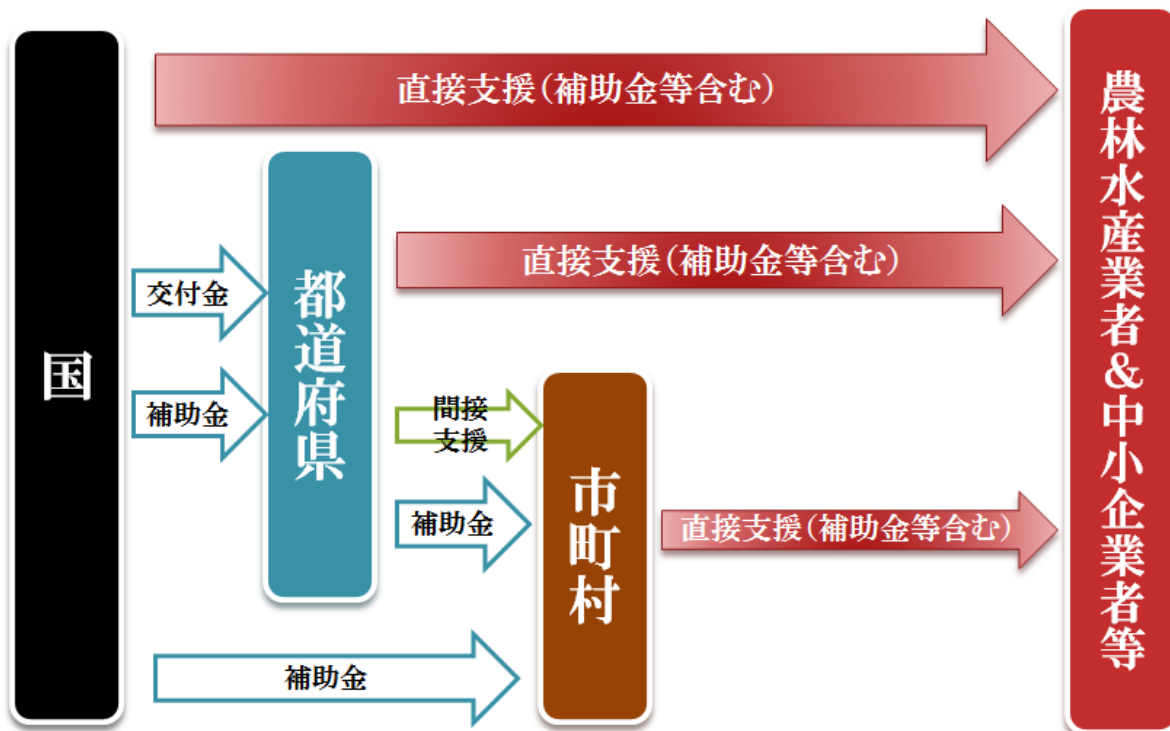 国
直接支援(補助金等含む)
農林水産業者&中小企業者等
都道府県
直接支援(補助金等含む)
交付金
補助金
間接
支援
市町村
補助金
直接支援(補助金等含む)
補助金